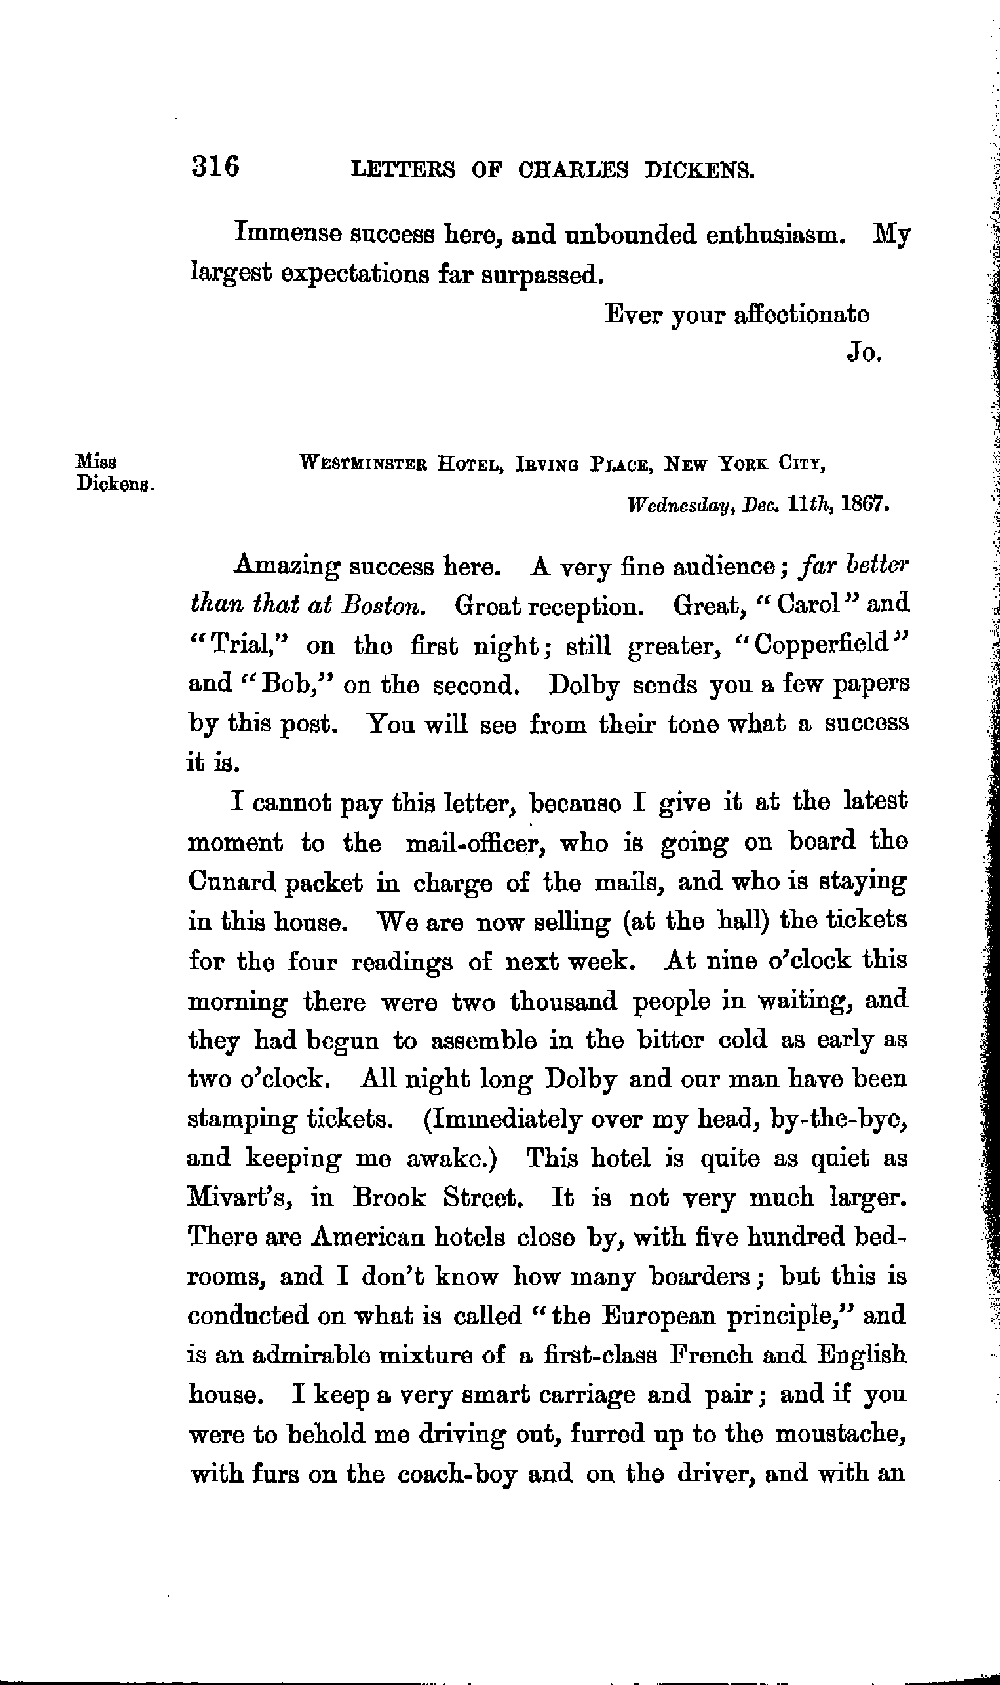 316 LETTERS OF CHARLES DICKENS.
Immense success here, and unbounded enthusiasm. My
largest expectations far surpassed.
Ever your affectionate
Jo.
Miss
Dickens.
WESTMINSTER HOTEL, IRVING PLACE, NEW YORK CITY,
Wednesday, Dec. 11th, 1867.
Amazing success here. A very fine audience; far better
than that at Boston. Great reception. Great, “Carol” and
“Trial,” on the first night; still greater, “Copperfield”
and “Bob,” on the second. Dolby sends you a few papers
by this post. You will see from their tone what a success
it is.
I cannot pay this letter, because I give it at the latest
moment to the mail-officer, who is going on board the
Cunard packet in charge of the mails, and who is staying
in this house. We are now selling (at the hall) the tickets
for the four readings of next week. At nine o’clock this
morning there were two thousand people in waiting, and
they had begun to assemble in the bitter cold as early as
two o’clock. All night long Dolby and our man have been
stamping tickets. (Immediately over my head, by-the-bye,
and keeping me awake.) This hotel is quite as quiet as
Mivart’s, in Brook Street. It is not very much larger.
There are American hotels close by, with five hundred bed-
rooms, and I don’t know how many boarders; but this is
conducted on what is called “the European principle,” and
is an admirable mixture of a first-class French and English
house. I keep a very smart carriage and pair; and if you
were to behold me driving out, furred up to the moustache,
with furs on the coach-boy and on the driver, and with an